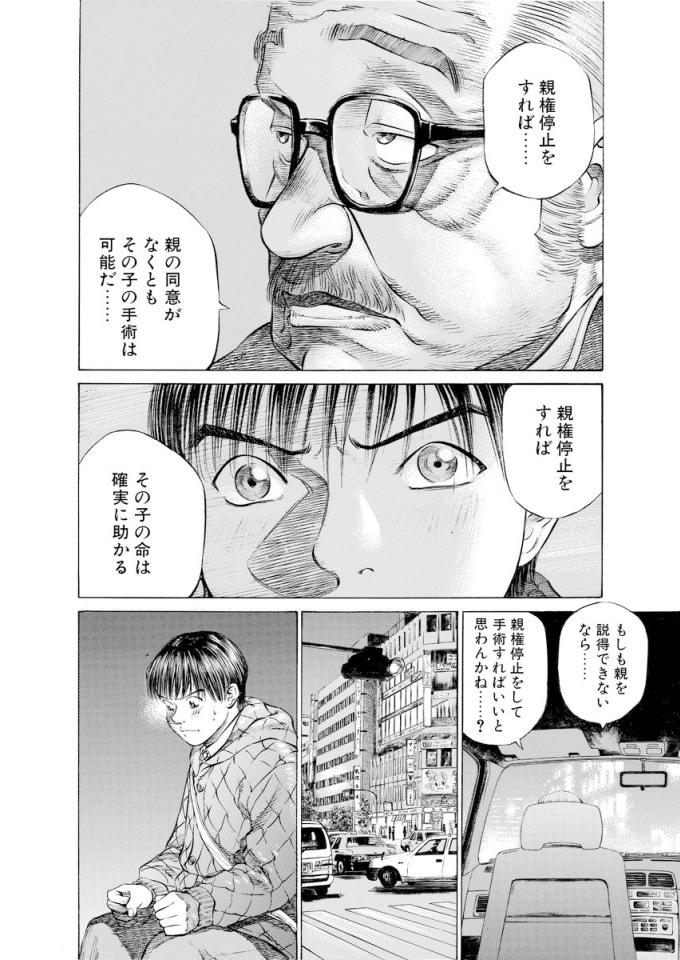 親権停止を
すれば……
親の同意が
なくとも
その子の手術は
可能だ……
親権停止を
すれば
その子の命は
確実に助かる
もしも親を
説得できない
なら……
親権停止をして
手術すればいいと
思わんかね……？